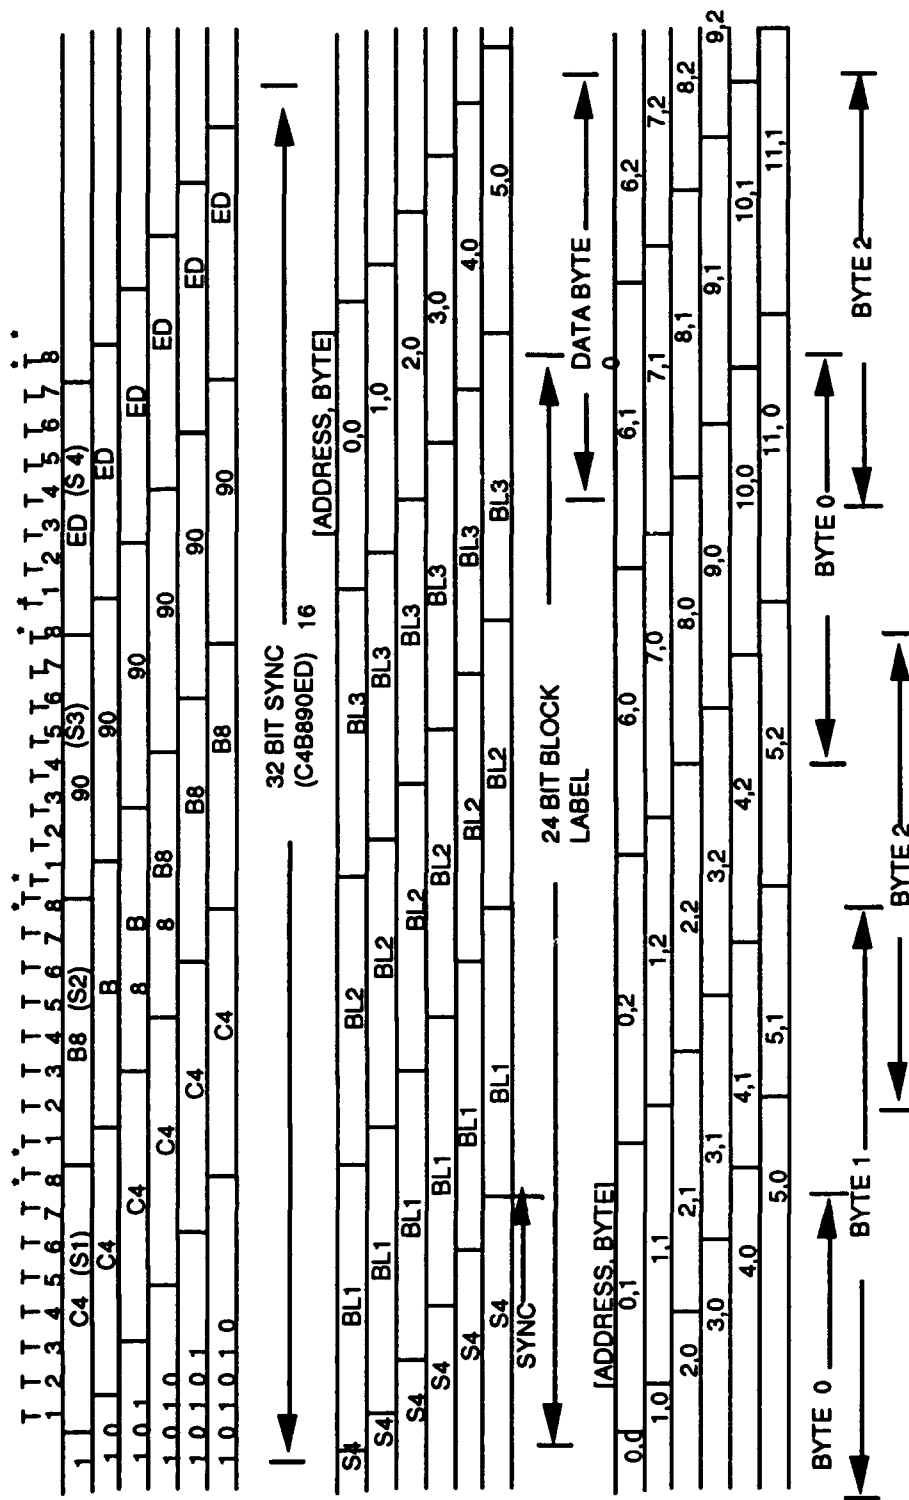 T T T T T T T T* T T T T T T T T* T T T T T T T T* T T T T T T T T*
1 2 3 4 5 6 7 8 1 2 3 4 5 6 7 8 1 2 3 4 5 6 7 8 1 2 3 4 5 6 7 8
1 C4 (S1) B8 (S2) 90 (S3) ED (S 4)
1 0 C4 B 90 ED
1 0 1 C4 8 B 90 ED
1 0 1 0 C4 8 B8 90 ED
1 0 1 0 1 C4 B8 90 ED
1 0 1 0 1 0 C4 B8 90 ED
32 BIT SYNC
(C4B890ED) 16
[ADDRESS, BYTE]
S4 BL1 BL2 BL3 0,0
S4 BL1 BL2 BL3 1,0
S4 BL1 BL2 BL3 2,0
S4 BL1 BL2 BL3 3,0
S4 BL1 BL2 BL3 4,0
S4 BL1 BL2 BL3 5,0
SYNC
24 BIT BLOCK
LABEL
DATA BYTE
0
[ADDRESS, BYTE]
0,0 0,1 0,2 6,0 6,1 6,2
1,0 1,1 1,2 7,0 7,1 7,2
2,0 2,1 2,2 8,0 8,1 8,2
3,0 3,1 3,2 9,0 9,1 9,2
4,0 4,1 4,2 10,0 10,1
5,0 5,1 5,2 11,0 11,1
BYTE 0 BYTE 0
BYTE 1 BYTE 2
BYTE 2